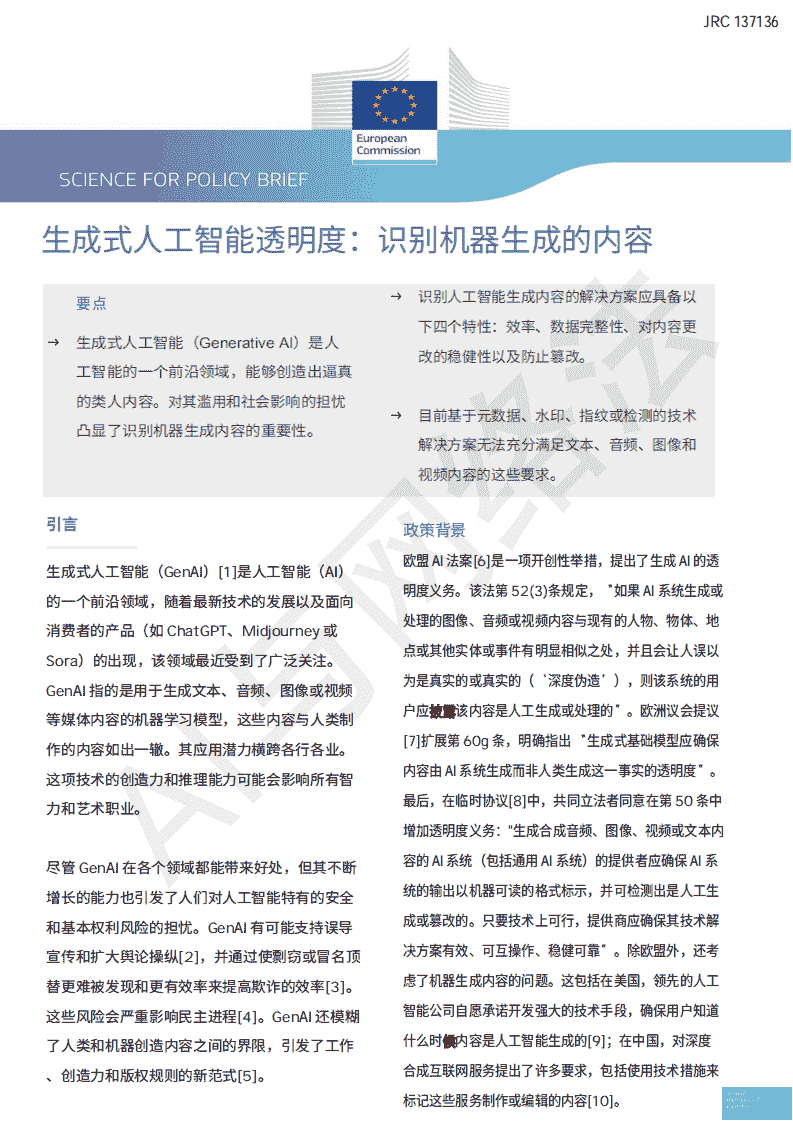 JRC 137136
European
Commission
SCIENCE FOR POLICY BRIEF
生成式人工智能透明度：识别机器生成的内容
要点
→ 生成式人工智能（Generative AI）是人
工智能的一个前沿领域，能够创造出逼真
的类人内容。对其滥用和社会影响的担忧
凸显了识别机器生成内容的重要性。
→ 识别人工智能生成内容的解决方案应具备以
下四个特性：效率、数据完整性、对内容更
改的稳健性以及防止篡改。
→ 目前基于元数据、水印、指纹或检测的技术
解决方案无法充分满足文本、音频、图像和
视频内容的这些要求。
引言
生成式人工智能（GenAI）[1]是人工智能（AI）
的一个前沿领域，随着最新技术的发展以及面向
消费者的产品（如 ChatGPT、Midjourney 或
Sora）的出现，该领域最近受到了广泛关注。
GenAI 指的是用于生成文本、音频、图像或视频
等媒体内容的机器学习模型，这些内容与人类制
作的内容如出一辙。其应用潜力横跨各行各业。
这项技术的创造力和推理能力可能会影响所有智
力和艺术职业。
尽管 GenAI 在各个领域都能带来好处，但其不断
增长的能力也引发了人们对人工智能特有的安全
和基本权利风险的担忧。GenAI 有可能支持误导
宣传和扩大舆论操纵[2]，并通过使剽窃或冒名顶
替更难被发现和更有效率来提高欺诈的效率[3]。
这些风险会严重影响民主进程[4]。GenAI 还模糊
了人类和机器创造内容之间的界限，引发了工作
、创造力和版权规则的新范式[5]。
政策背景
欧盟 AI 法案[6]是一项开创性举措，提出了生成 AI 的透
明度义务。该法第 52(3)条规定，＂如果 AI 系统生成或
处理的图像、音频或视频内容与现有的人物、物体、地
点或其他实体或事件有明显相似之处，并且会让人误以
为是真实的或真实的（‵深度伪造′），则该系统的用
户应披露该内容是人工生成或处理的＂。欧洲议会提议
[7]扩展第 60g 条，明确指出＂生成式基础模型应确保
内容由 AI 系统生成而非人类生成这一事实的透明度＂。
最后，在临时协议[8]中，共同立法者同意在第 50 条中
增加透明度义务："生成合成音频、图像、视频或文本内
容的 AI 系统（包括通用 AI 系统）的提供者应确保 AI 系
统的输出以机器可读的格式标示，并可检测出是人工生
成或篡改的。只要技术上可行，提供商应确保其技术解
决方案有效、可互操作、稳健可靠＂。除欧盟外，还考
虑了机器生成内容的问题。这包括在美国，领先的人工
智能公司自愿承诺开发强大的技术手段，确保用户知道
什么时候内容是人工智能生成的[9]；在中国，对深度
合成互联网服务提出了许多要求，包括使用技术措施来
标记这些服务制作或编辑的内容[10]。
AI与网络法